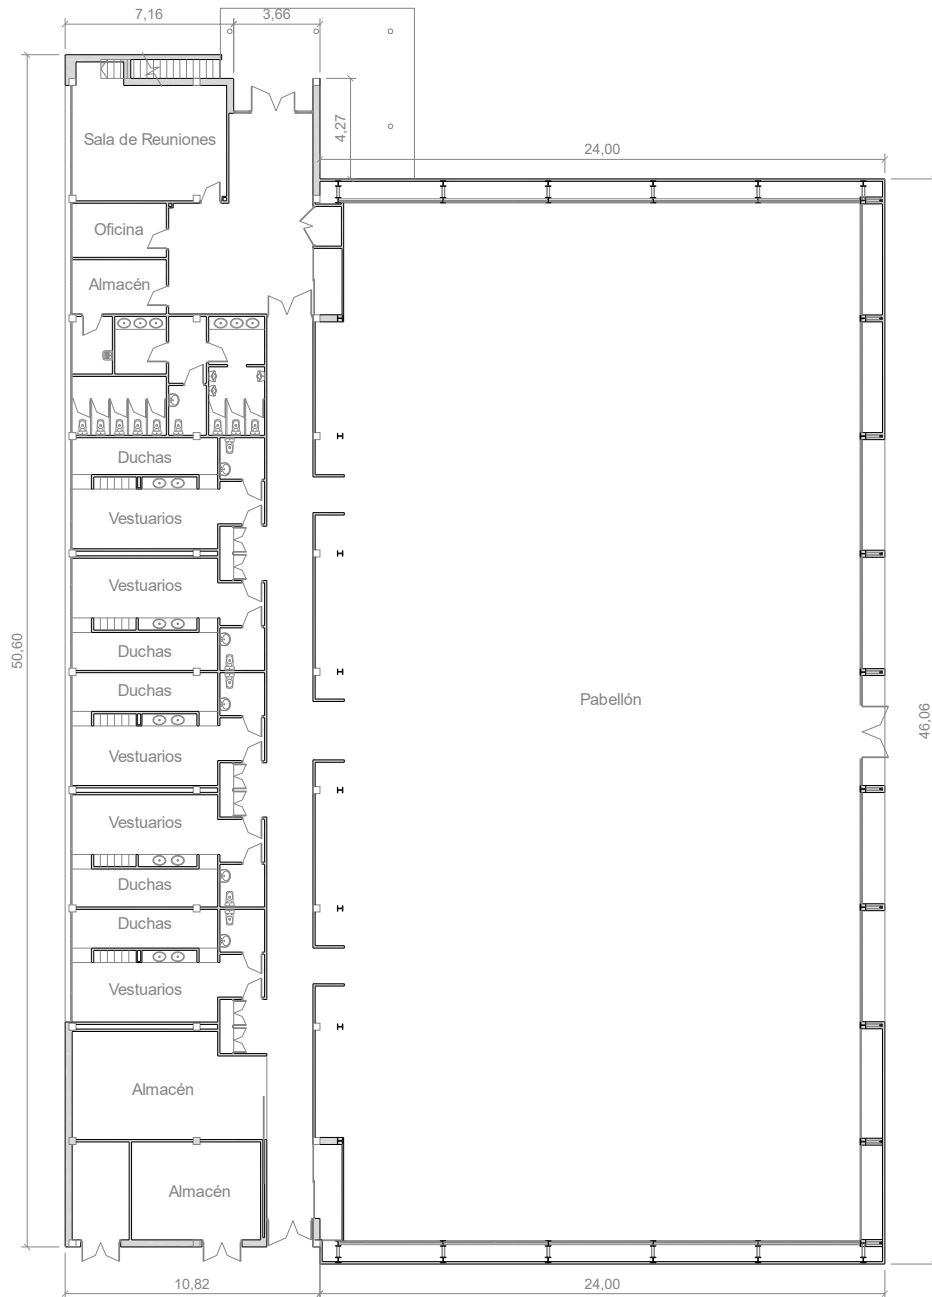 7,16
3,66
4,27
Sala de Reuniones
24,00
Oficina
Almacén
Duchas
Vestuarios
Vestuarios
Duchas
50,60
Duchas
Pabellón
46,06
Vestuarios
Vestuarios
Duchas
Duchas
Vestuarios
Almacén
Almacén
10,82
24,00